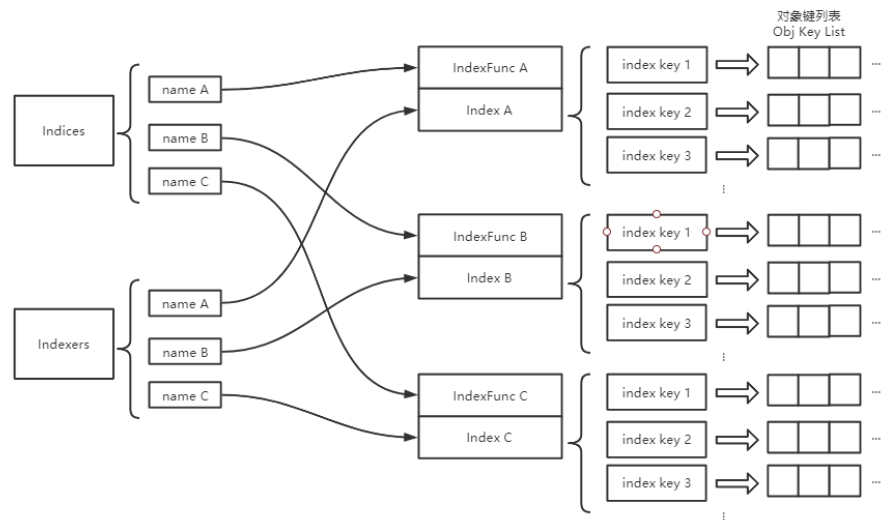 对象键列表
Obj Key List
Indices
name A
name B
name C
Indexers
name A
name B
name C
IndexFunc A
Index A
index key 1
...
index key 2
...
index key 3
...
...
IndexFunc B
Index B
index key 1
...
index key 2
...
index key 3
...
...
IndexFunc C
Index C
index key 1
...
index key 2
...
index key 3
...
...